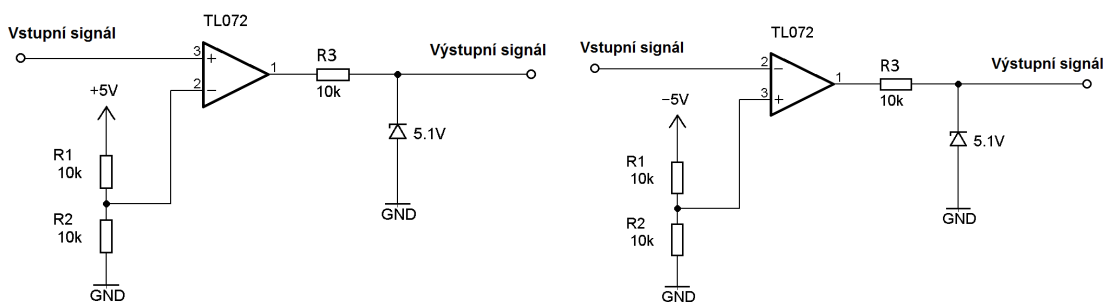 TL072
Vstupní signál
3
+
2
−
1
R3
10k
Výstupní signál
+5V
5.1V
R1
10k
R2
10k
GND
GND
TL072
Vstupní signál
2
−
3
+
1
R3
10k
Výstupní signál
−5V
5.1V
R1
10k
R2
10k
GND
GND